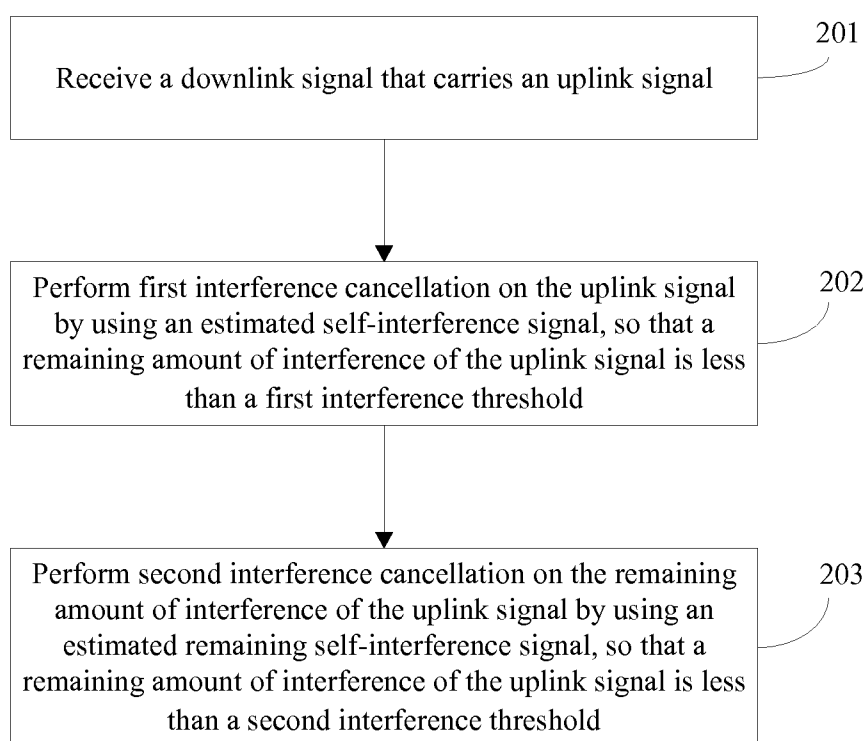 201
Receive a downlink signal that carries an uplink signal
202
Perform first interference cancellation on the uplink signal
by using an estimated self-interference signal, so that a
remaining amount of interference of the uplink signal is less
than a first interference threshold
203
Perform second interference cancellation on the remaining
amount of interference of the uplink signal by using an
estimated remaining self-interference signal, so that a
remaining amount of interference of the uplink signal is less
than a second interference threshold